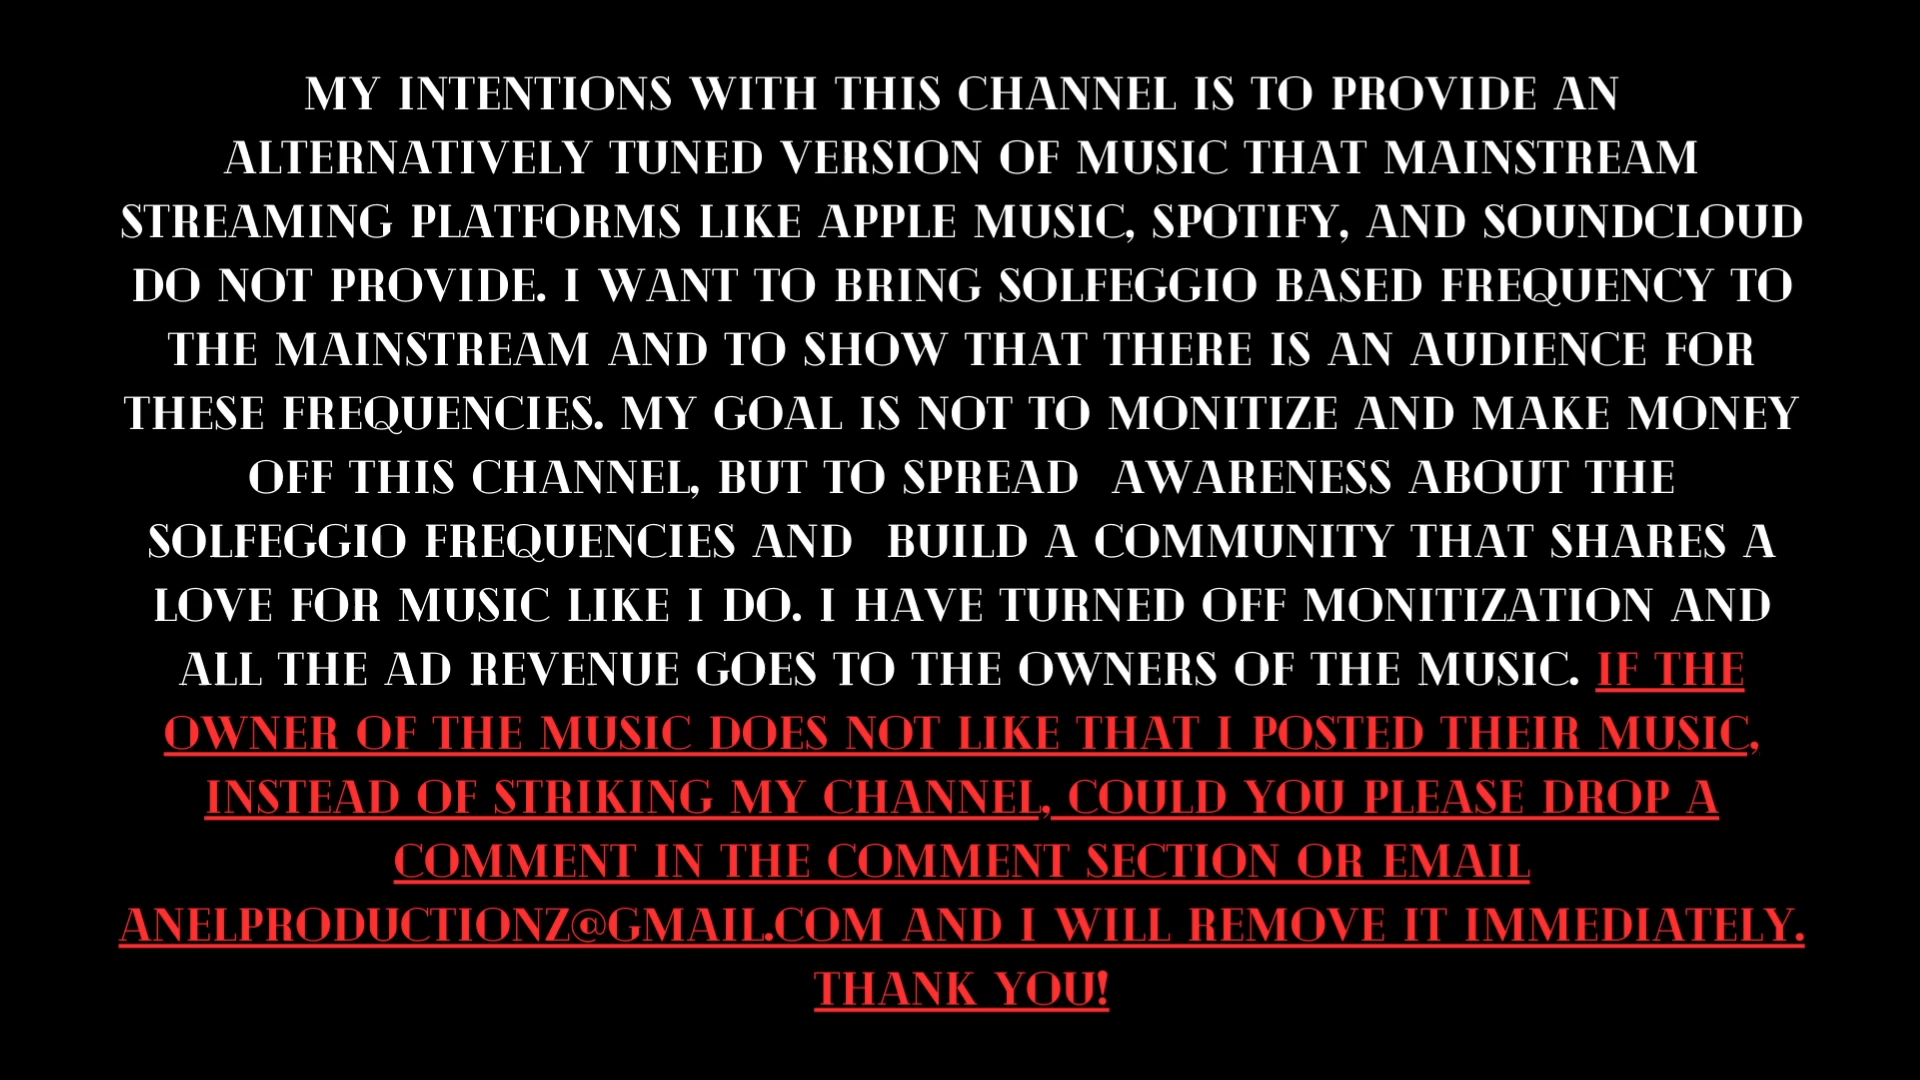 MY INTENTIONS WITH THIS CHANNEL IS TO PROVIDE AN
ALTERNATIVELY TUNED VERSION OF MUSIC THAT MAINSTREAM
STREAMING PLATFORMS LIKE APPLE MUSIC, SPOTIFY, AND SOUNDCLOUD
DO NOT PROVIDE. I WANT TO BRING SOLFEGGIO BASED FREQUENCY TO
THE MAINSTREAM AND TO SHOW THAT THERE IS AN AUDIENCE FOR
THESE FREQUENCIES. MY GOAL IS NOT TO MONITIZE AND MAKE MONEY
OFF THIS CHANNEL, BUT TO SPREAD  AWARENESS ABOUT THE
SOLFEGGIO FREQUENCIES AND  BUILD A COMMUNITY THAT SHARES A
LOVE FOR MUSIC LIKE I DO. I HAVE TURNED OFF MONITIZATION AND
ALL THE AD REVENUE GOES TO THE OWNERS OF THE MUSIC. IF THE
OWNER OF THE MUSIC DOES NOT LIKE THAT I POSTED THEIR MUSIC,
INSTEAD OF STRIKING MY CHANNEL, COULD YOU PLEASE DROP A
COMMENT IN THE COMMENT SECTION OR EMAIL
ANELPRODUCTIONZ@GMAIL.COM AND I WILL REMOVE IT IMMEDIATELY.
THANK YOU!